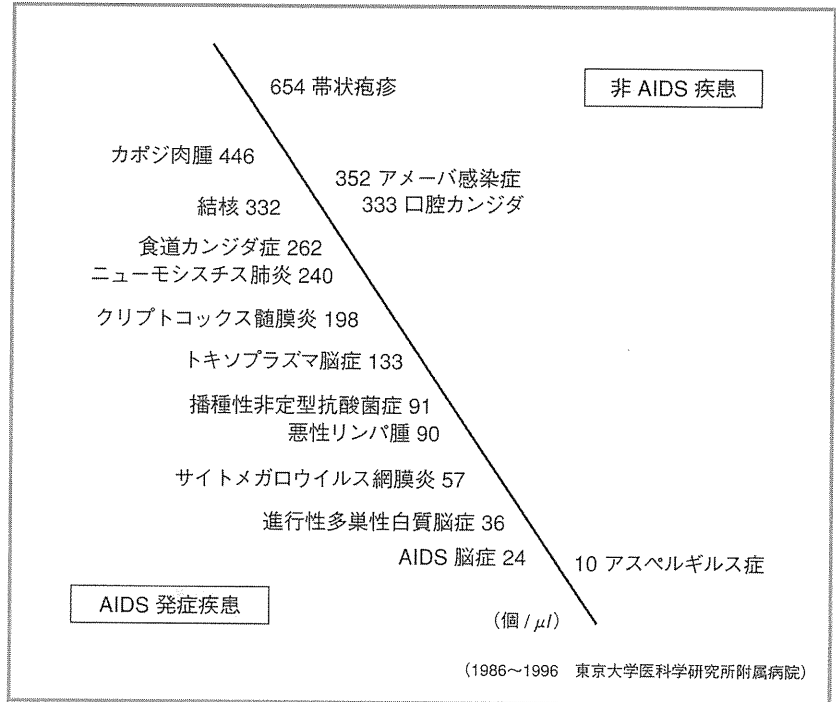 654 帯状疱疹
非 AIDS 疾患
カポジ肉腫 446
352 アメーバ感染症
結核 332
333 口腔カンジダ
食道カンジダ症 262
ニューモシスチス肺炎 240
クリプトコックス髄膜炎 198
トキソプラズマ脳症 133
播種性非定型抗酸菌症 91
悪性リンパ腫 90
サイトメガロウイルス網膜炎 57
進行性多巣性白質脳症 36
AIDS 脳症 24
10 アスペルギルス症
AIDS 発症疾患
(個 / μl)
(1986～1996 東京大学医科学研究所附属病院)